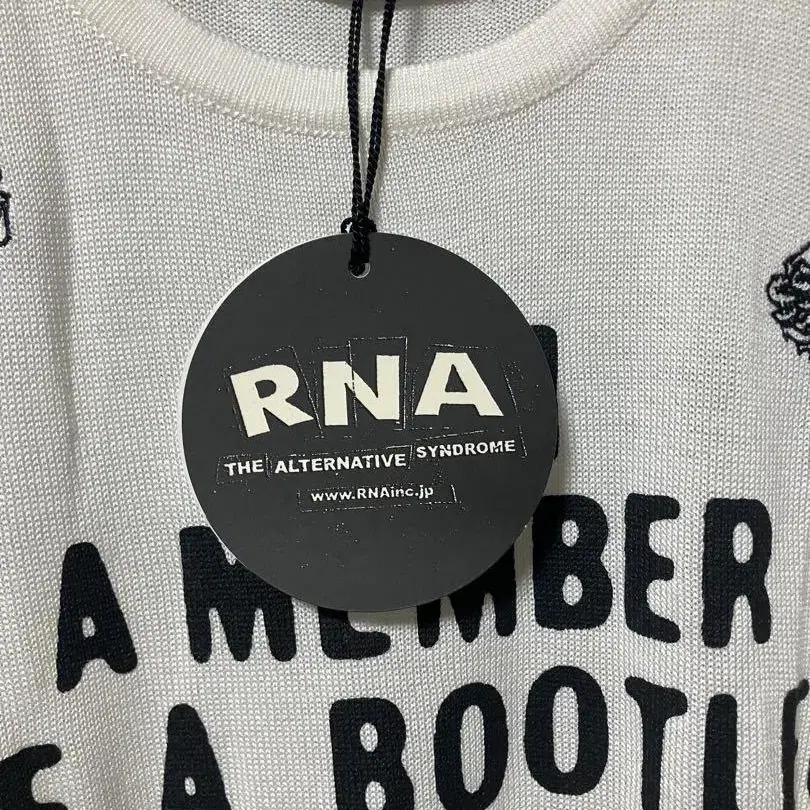 RNA
THE ALTERNATIVE SYNDROME
www.RNAinc.jp
A MEMBER
A